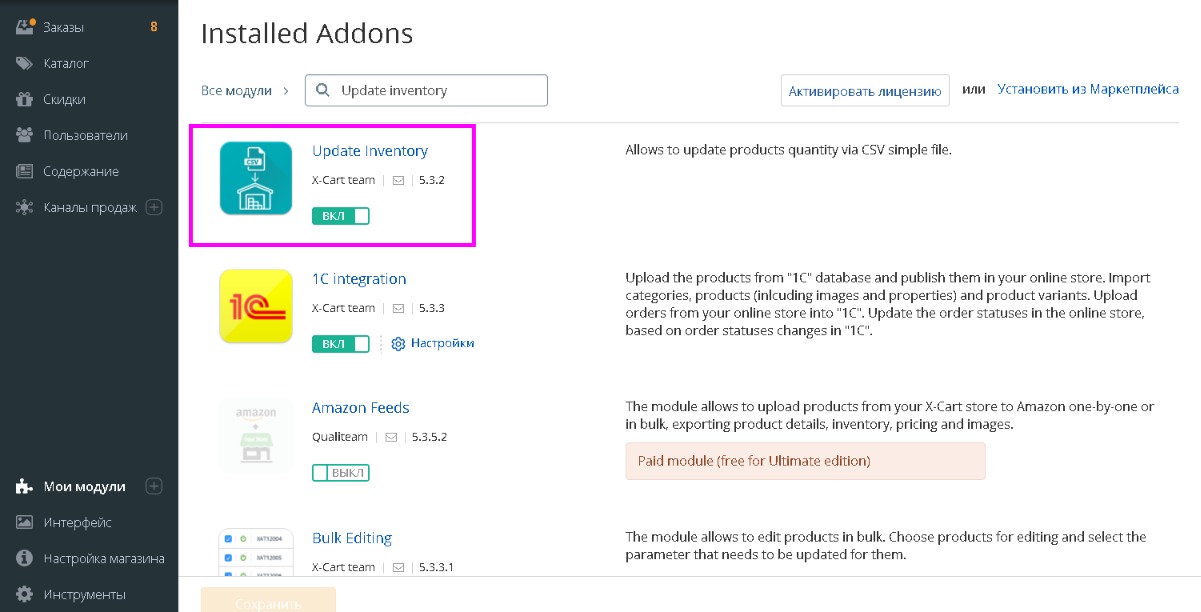 Заказы 8
Каталог
Скидки
Пользователи
Содержание
Каналы продаж
Мои модули
Интерфейс
Настройка магазина
Инструменты
Installed Addons
Все модули
Update inventory
Активировать лицензию или Установить из Маркетплейса
CSV
Update Inventory
X-Cart team 5.3.2
ВКЛ
Allows to update products quantity via CSV simple file.
1C
1C integration
X-Cart team 5.3.3
ВКЛ Настройки
Upload the products from "1C" database and publish them in your online store. Import
categories, products (inlcuding images and properties) and product variants. Upload
orders from your online store into "1C". Update the order statuses in the online store,
based on order statuses changes in "1C".
amazon
Amazon Feeds
Qualiteam 5.3.5.2
ВЫКЛ
The module allows to upload products from your X-Cart store to Amazon one-by-one or
in bulk, exporting product details, inventory, pricing and images.
Paid module (free for Ultimate edition)
XAT12004
XAT12005
Bulk Editing
X-Cart team 5.3.3.1
The module allows to edit products in bulk. Choose products for editing and select the
parameter that needs to be updated for them.
Сохранить